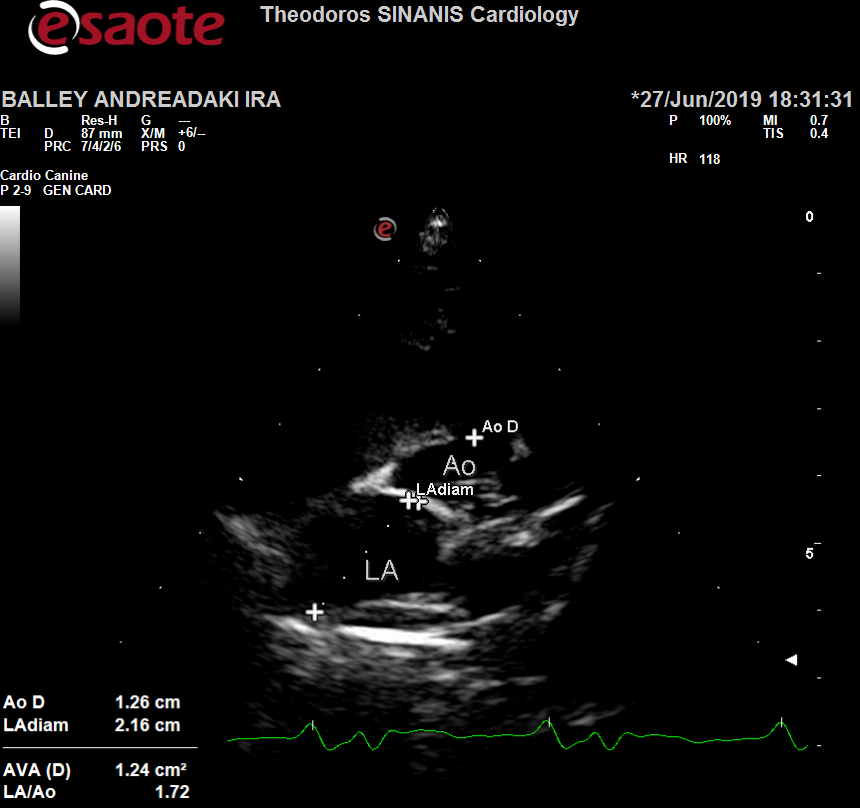 esaote
Theodoros SINANIS Cardiology
BALLEY ANDREADAKI IRA *27/Jun/2019 18:31:31
B Res-H G --- P 100% MI 0.7
TEI D 87 mm X/M +6/-- TIS 0.4
PRC 7/4/2/6 PRS 0
HR 118
Cardio Canine
P 2-9 GEN CARD
0
e
Ao D
Ao
LAdiam
5
LA
Ao D 1.26 cm
LAdiam 2.16 cm
AVA (D) 1.24 cm²
LA/Ao 1.72